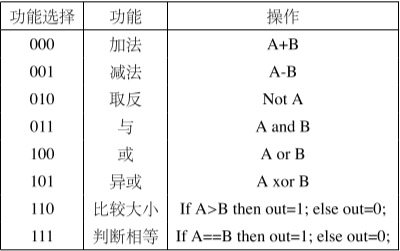 功能选择 功能 操作
000 加法 A+B
001 减法 A-B
010 取反 Not A
011 与 A and B
100 或 A or B
101 异或 A xor B
110 比较大小 If A>B then out=1; else out=0;
111 判断相等 If A==B then out=1; else out=0;